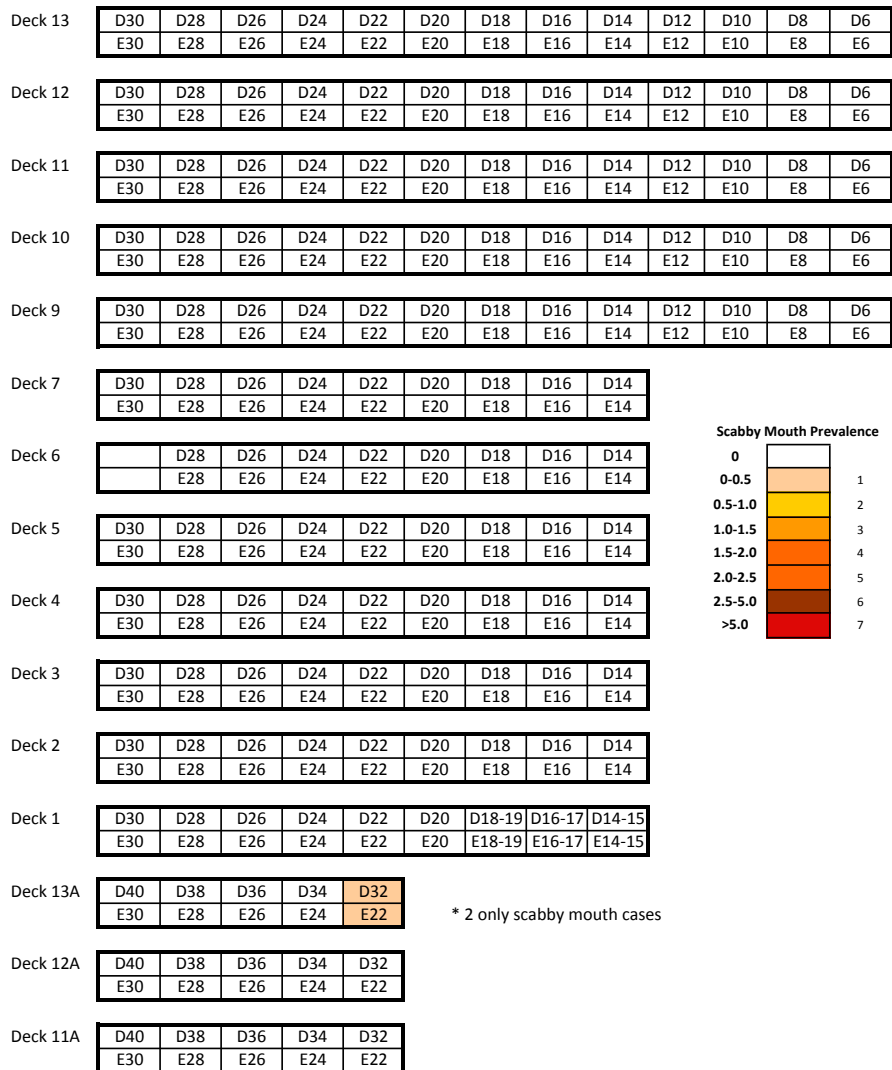 Deck 13 D30 D28 D26 D24 D22 D20 D18 D16 D14 D12 D10 D8 D6
E30 E28 E26 E24 E22 E20 E18 E16 E14 E12 E10 E8 E6
Deck 12 D30 D28 D26 D24 D22 D20 D18 D16 D14 D12 D10 D8 D6
E30 E28 E26 E24 E22 E20 E18 E16 E14 E12 E10 E8 E6
Deck 11 D30 D28 D26 D24 D22 D20 D18 D16 D14 D12 D10 D8 D6
E30 E28 E26 E24 E22 E20 E18 E16 E14 E12 E10 E8 E6
Deck 10 D30 D28 D26 D24 D22 D20 D18 D16 D14 D12 D10 D8 D6
E30 E28 E26 E24 E22 E20 E18 E16 E14 E12 E10 E8 E6
Deck 9 D30 D28 D26 D24 D22 D20 D18 D16 D14 D12 D10 D8 D6
E30 E28 E26 E24 E22 E20 E18 E16 E14 E12 E10 E8 E6
Deck 7 D30 D28 D26 D24 D22 D20 D18 D16 D14
E30 E28 E26 E24 E22 E20 E18 E16 E14
Deck 6 D28 D26 D24 D22 D20 D18 D16 D14
E28 E26 E24 E22 E20 E18 E16 E14
Deck 5 D30 D28 D26 D24 D22 D20 D18 D16 D14
E30 E28 E26 E24 E22 E20 E18 E16 E14
Deck 4 D30 D28 D26 D24 D22 D20 D18 D16 D14
E30 E28 E26 E24 E22 E20 E18 E16 E14
Deck 3 D30 D28 D26 D24 D22 D20 D18 D16 D14
E30 E28 E26 E24 E22 E20 E18 E16 E14
Deck 2 D30 D28 D26 D24 D22 D20 D18 D16 D14
E30 E28 E26 E24 E22 E20 E18 E16 E14
Deck 1 D30 D28 D26 D24 D22 D20 D18-19 D16-17 D14-15
E30 E28 E26 E24 E22 E20 E18-19 E16-17 E14-15
Deck 13A D40 D38 D36 D34 D32
E30 E28 E26 E24 E22
* 2 only scabby mouth cases
Deck 12A D40 D38 D36 D34 D32
E30 E28 E26 E24 E22
Deck 11A D40 D38 D36 D34 D32
E30 E28 E26 E24 E22
Scabby Mouth Prevalence
0
0-0.5 1
0.5-1.0 2
1.0-1.5 3
1.5-2.0 4
2.0-2.5 5
2.5-5.0 6
>5.0 7